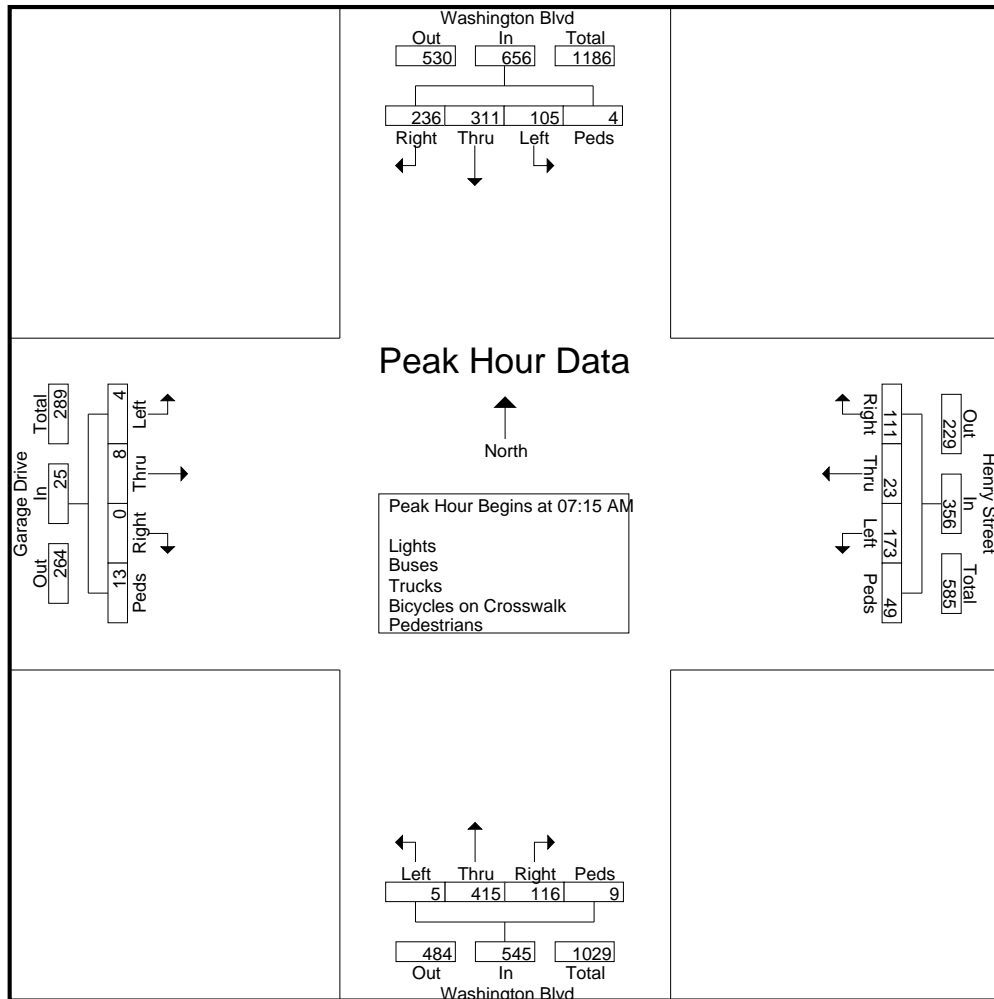 Washington Blvd
Out In Total
530 656 1186
236 311 105 4
Right Thru Left Peds
Peak Hour Data
North
Peak Hour Begins at 07:15 AM
Lights
Buses
Trucks
Bicycles on Crosswalk
Pedestrians
Garage Drive
Out In Total
264 25 289
4 8 0 13
Left Thru Right Peds
Henry Street
Out In Total
229 356 585
111 23 173 49
Right Thru Left Peds
Left Thru Right Peds
5 415 116 9
484 545 1029
Out In Total
Washington Blvd